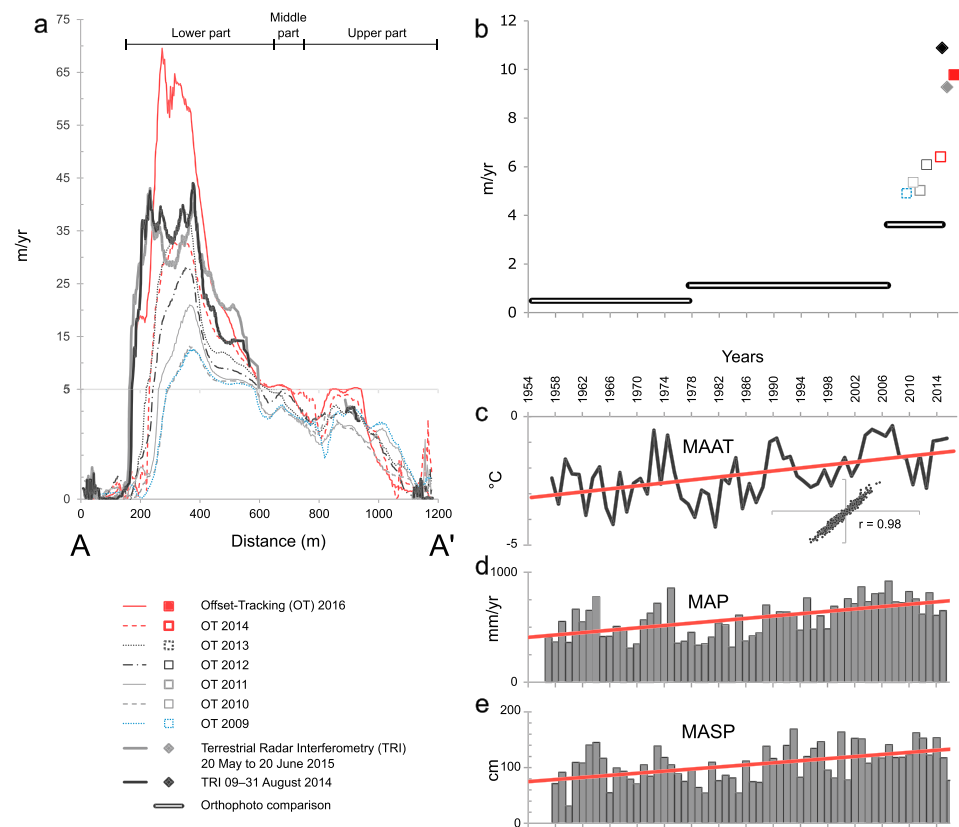 a
75
65
55
45
35
25
15
5
0
m/yr
Lower part
Middle
part
Upper part
0
200
400
600
800
1000
1200
A
Distance (m)
A'
Offset-Tracking (OT) 2016
OT 2014
OT 2013
OT 2012
OT 2011
OT 2010
OT 2009
Terrestrial Radar Interferometry (TRI)
20 May to 20 June 2015
TRI 09–31 August 2014
Orthophoto comparison
b
12
10
8
6
4
2
0
m/yr
Years
1954
1958
1962
1966
1970
1974
1978
1982
1986
1990
1994
1998
2002
2006
2010
2014
c
0
-5
°C
MAAT
r = 0.98
d
1000
0
mm/yr
MAP
e
200
100
0
cm
MASP